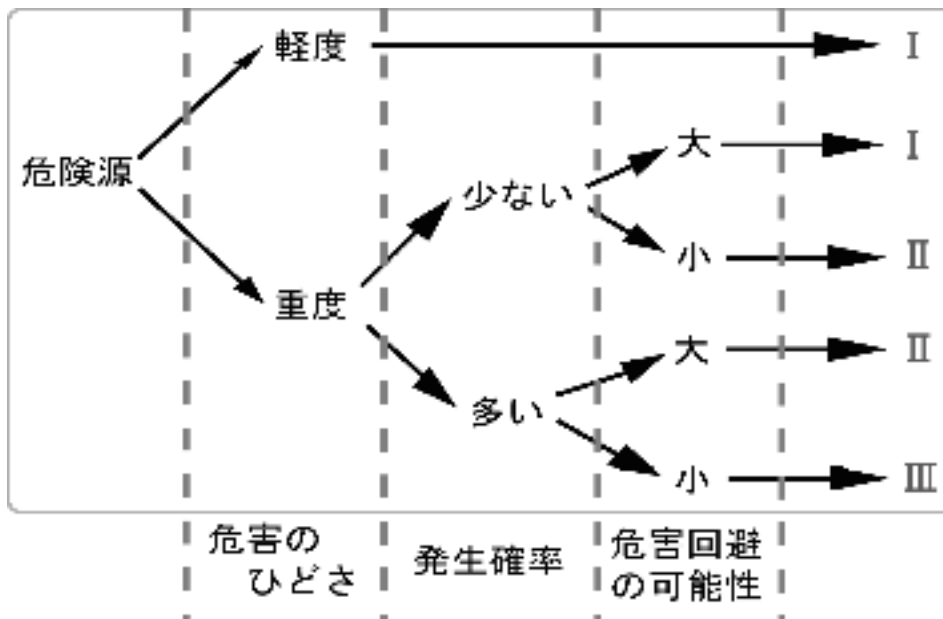 軽度
I
危険源
少ない
大
I
小
II
重度
大
II
多い
小
III
危害の
ひどさ
発生確率
危害回避
の可能性